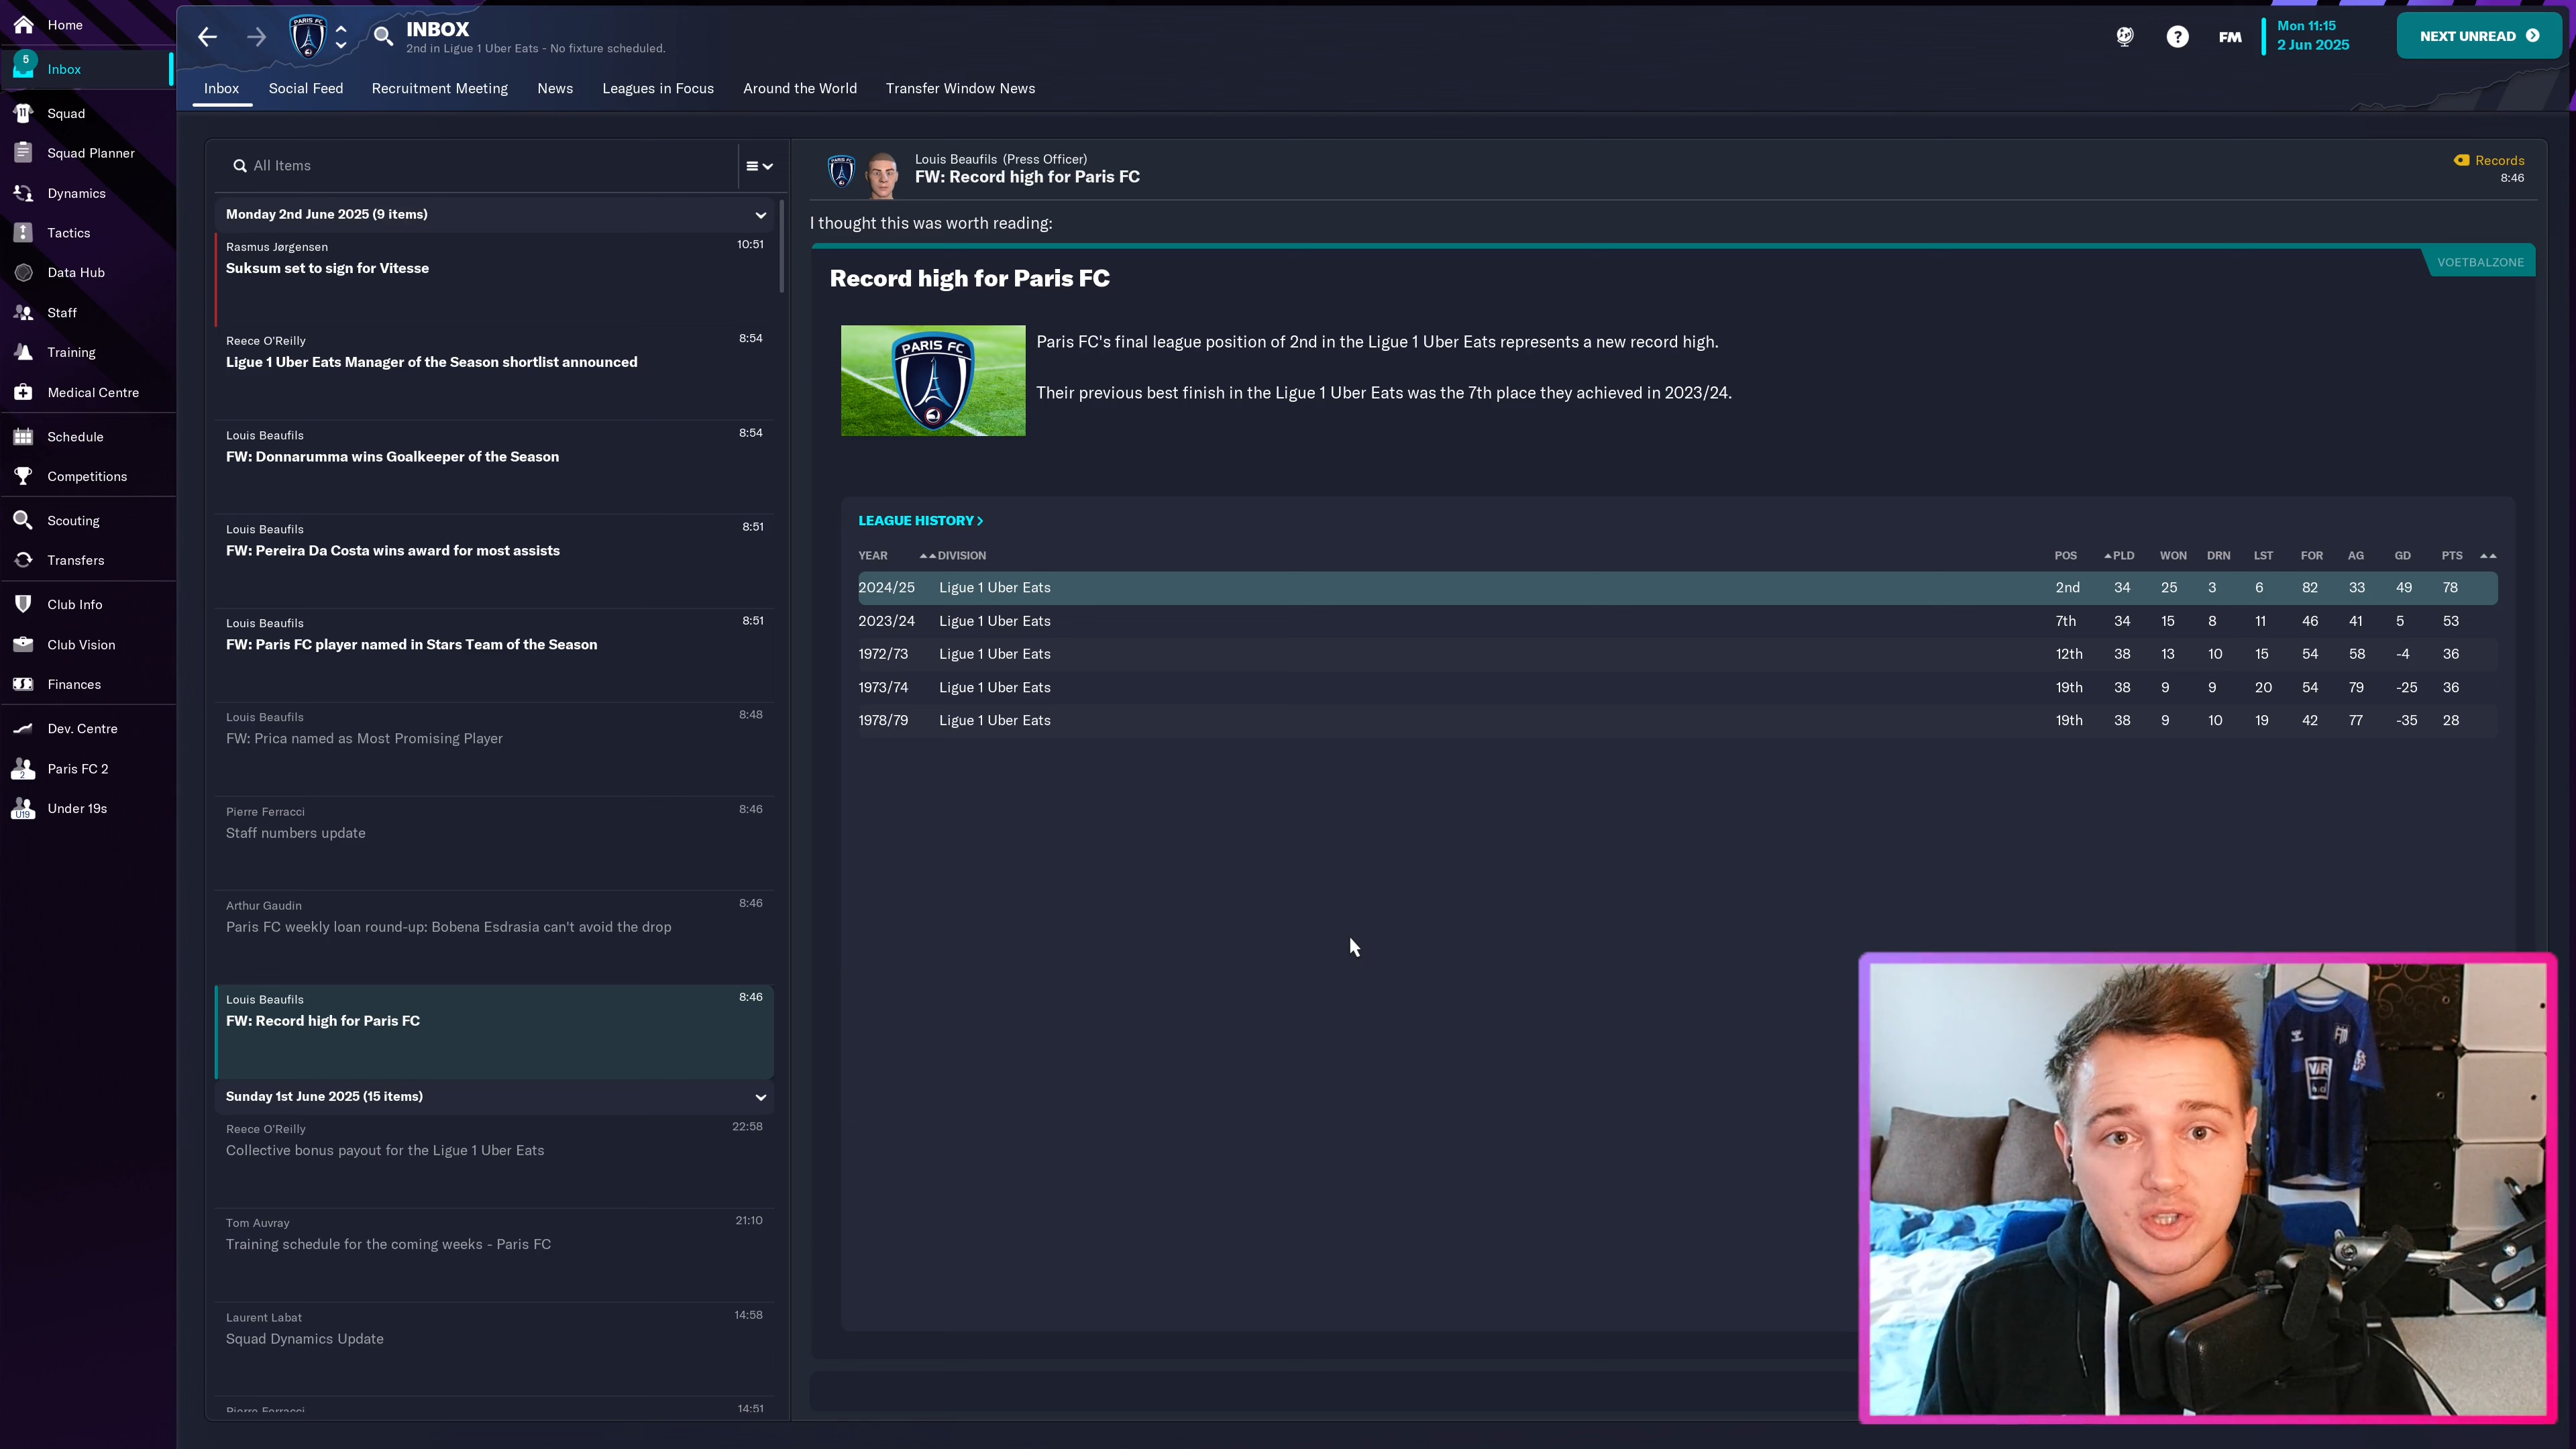 Home
5
Inbox
11
Squad
Squad Planner
Dynamics
Tactics
Data Hub
Staff
Training
Medical Centre
Schedule
Competitions
Scouting
Transfers
Club Info
Club Vision
Finances
Dev. Centre
2
Paris FC 2
U19
Under 19s
PARIS FC
INBOX
2nd in Ligue 1 Uber Eats - No fixture scheduled.
?
FM
Mon 11:15
2 Jun 2025
NEXT UNREAD
Inbox
Social Feed
Recruitment Meeting
News
Leagues in Focus
Around the World
Transfer Window News
All Items
Monday 2nd June 2025 (9 items)
Rasmus Jørgensen 10:51
Suksum set to sign for Vitesse
Reece O'Reilly 8:54
Ligue 1 Uber Eats Manager of the Season shortlist announced
Louis Beaufils 8:54
FW: Donnarumma wins Goalkeeper of the Season
Louis Beaufils 8:51
FW: Pereira Da Costa wins award for most assists
Louis Beaufils 8:51
FW: Paris FC player named in Stars Team of the Season
Louis Beaufils 8:48
FW: Prica named as Most Promising Player
Pierre Ferracci 8:46
Staff numbers update
Arthur Gaudin 8:46
Paris FC weekly loan round-up: Bobena Esdrasia can't avoid the drop
Louis Beaufils 8:46
FW: Record high for Paris FC
Sunday 1st June 2025 (15 items)
Reece O'Reilly 22:58
Collective bonus payout for the Ligue 1 Uber Eats
Tom Auvray 21:10
Training schedule for the coming weeks - Paris FC
Laurent Labat 14:58
Squad Dynamics Update
Pierre Ferracci 14:51
PARIS FC
Louis Beaufils (Press Officer)
FW: Record high for Paris FC
Records
8:46
I thought this was worth reading:
VOETBALZONE
Record high for Paris FC
PARIS FC
Paris FC's final league position of 2nd in the Ligue 1 Uber Eats represents a new record high.
Their previous best finish in the Ligue 1 Uber Eats was the 7th place they achieved in 2023/24.
LEAGUE HISTORY
YEAR DIVISION POS PLD WON DRN LST FOR AG GD PTS
2024/25 Ligue 1 Uber Eats 2nd 34 25 3 6 82 33 49 78
2023/24 Ligue 1 Uber Eats 7th 34 15 8 11 46 41 5 53
1972/73 Ligue 1 Uber Eats 12th 38 13 10 15 54 58 -4 36
1973/74 Ligue 1 Uber Eats 19th 38 9 9 20 54 79 -25 36
1978/79 Ligue 1 Uber Eats 19th 38 9 10 19 42 77 -35 28